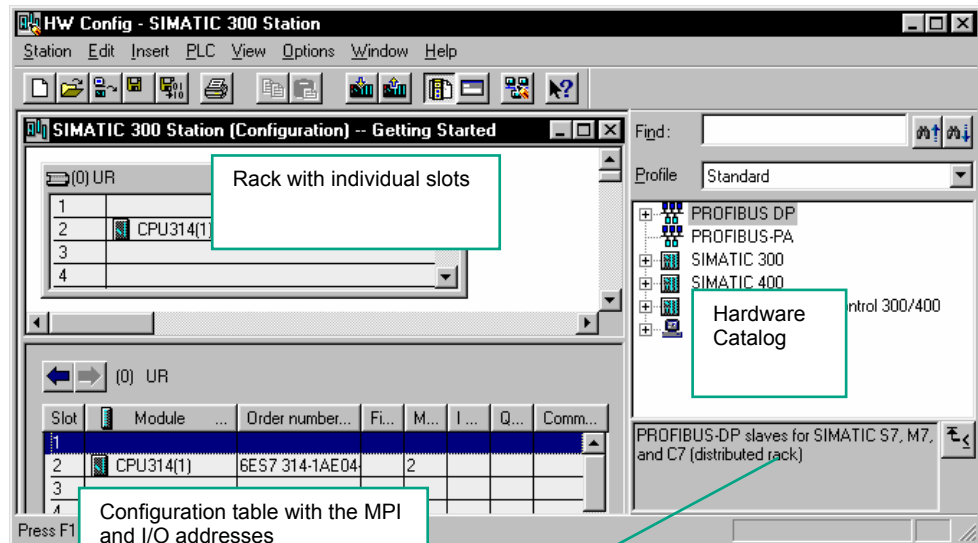 HW Config - SIMATIC 300 Station
Station Edit Insert PLC View Options Window Help
SIMATIC 300 Station (Configuration) -- Getting Started
(0) UR
1
2 CPU314(1)
3
4
Rack with individual slots
Find:
Profile Standard
PROFIBUS DP
PROFIBUS-PA
SIMATIC 300
SIMATIC 400
ntrol 300/400
Hardware
Catalog
PROFIBUS-DP slaves for SIMATIC S7, M7,
and C7 (distributed rack)
(0) UR
Slot Module ... Order number... Fi... M... I ... Q... Comm...
1
2 CPU314(1) 6ES7 314-1AE04- 2
3
4
Configuration table with the MPI
and I/O addresses
Press F1